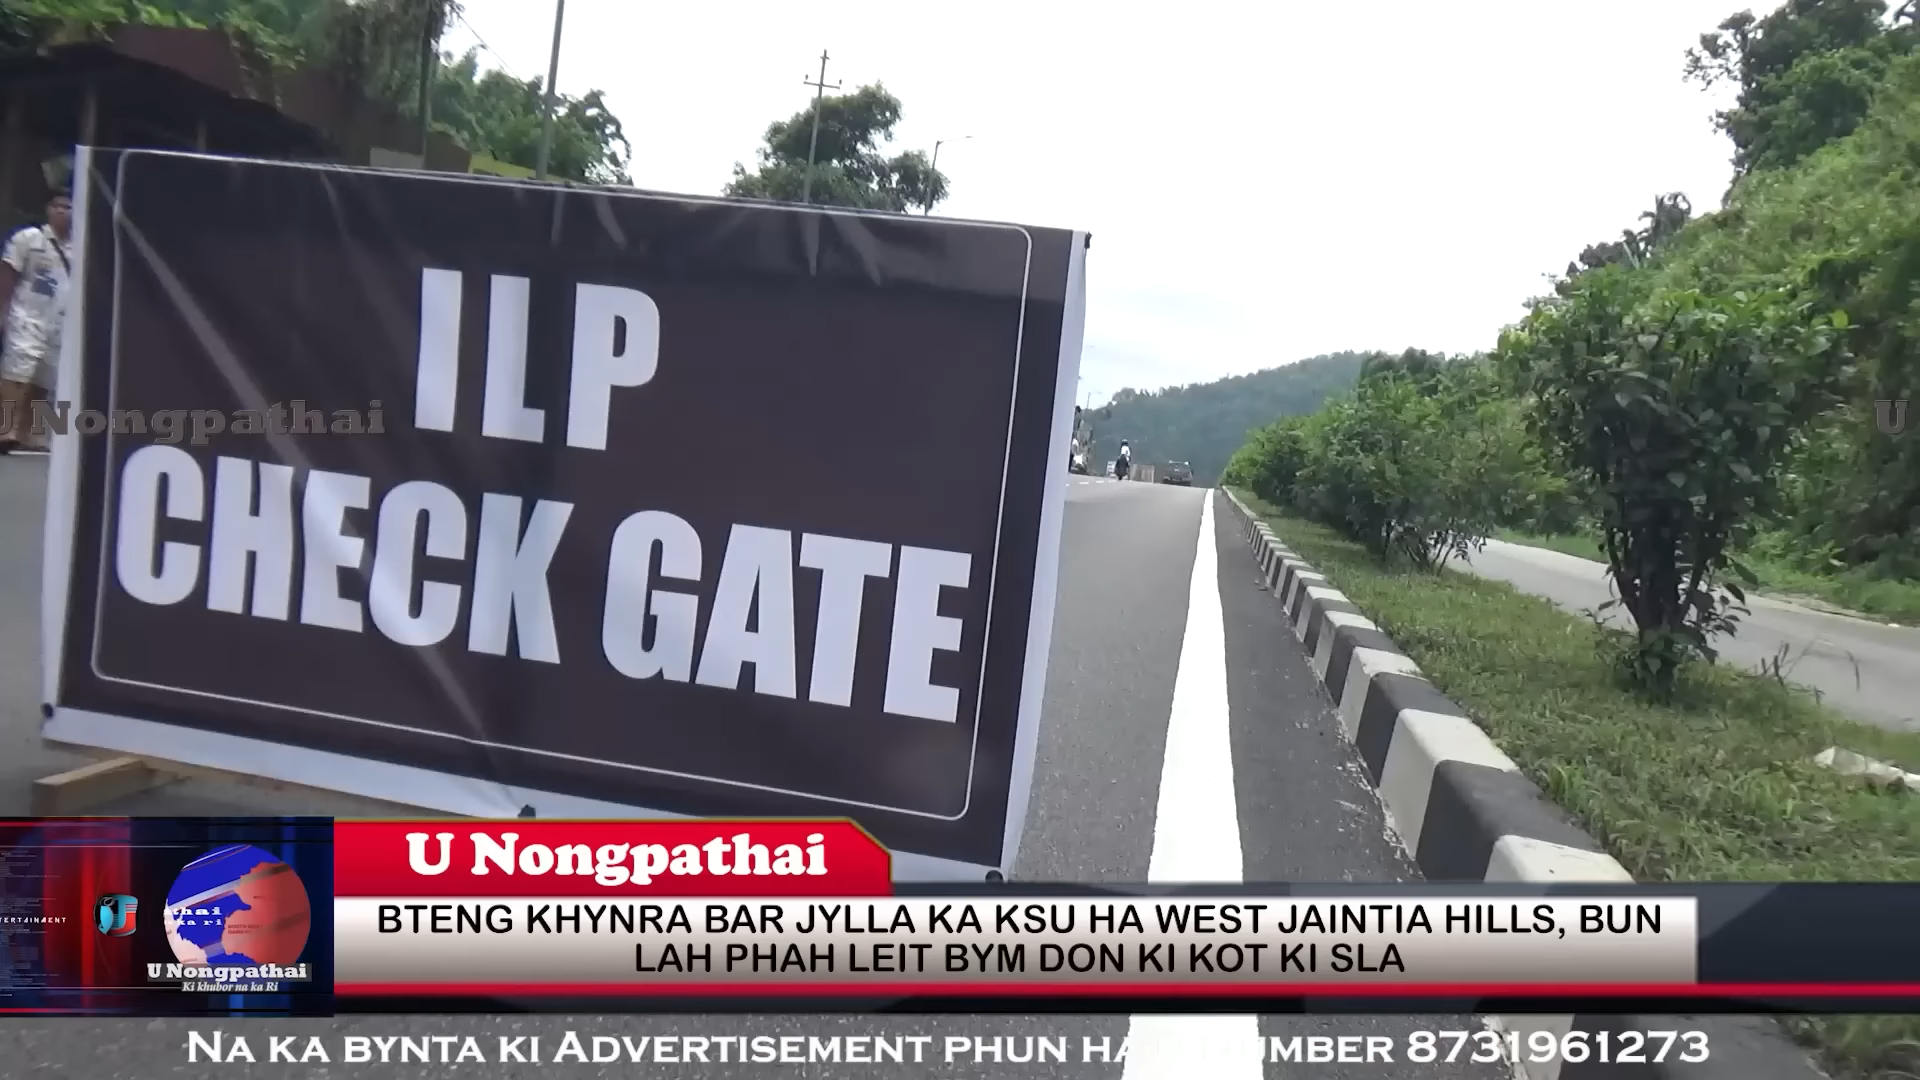 ILP
CHECK GATE
U Nongpathai
U
U Nongpathai
BTENG KHYNRA BAR JYLLA KA KSU HA WEST JAINTIA HILLS, BUN
LAH PHAH LEIT BYM DON KI KOT KI SLA
U Nongpathai
Ki khubor na ka Ri
NA KA BYNTA KI ADVERTISEMENT PHUN HA 8731961273